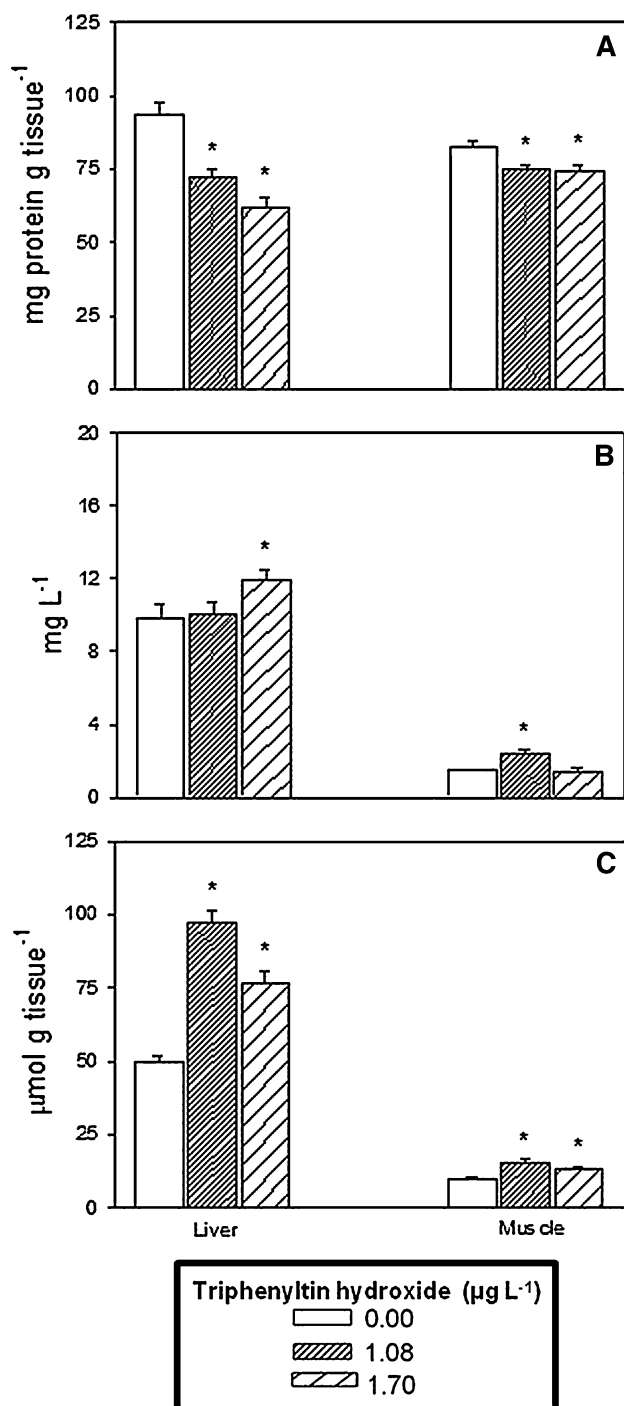 A
mg protein g tissue⁻¹
125
100
75
50
25
0
* * * *
B
mg L⁻¹
20
16
12
8
4
0
* *
C
µmol g tissue⁻¹
125
100
75
50
25
0
* * * *
Liver Muscle
Triphenyltin hydroxide (µg L⁻¹)
0.00
1.08
1.70